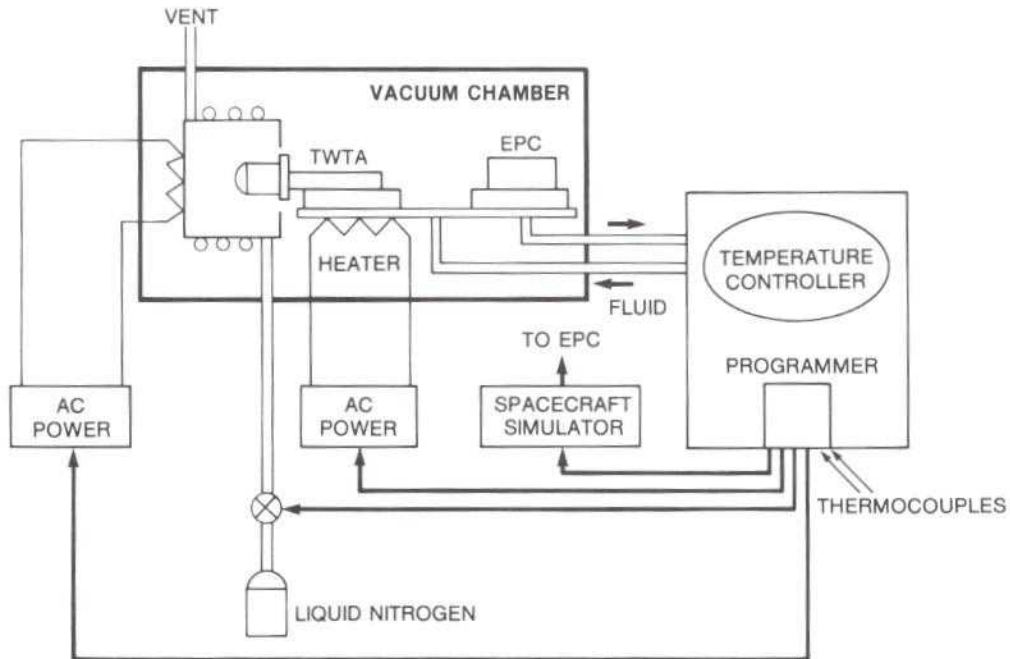 VENT
VACUUM CHAMBER
TWTA
EPC
HEATER
TEMPERATURE
CONTROLLER
FLUID
TO EPC
PROGRAMMER
AC
POWER
AC
POWER
SPACECRAFT
SIMULATOR
THERMOCOUPLES
LIQUID NITROGEN